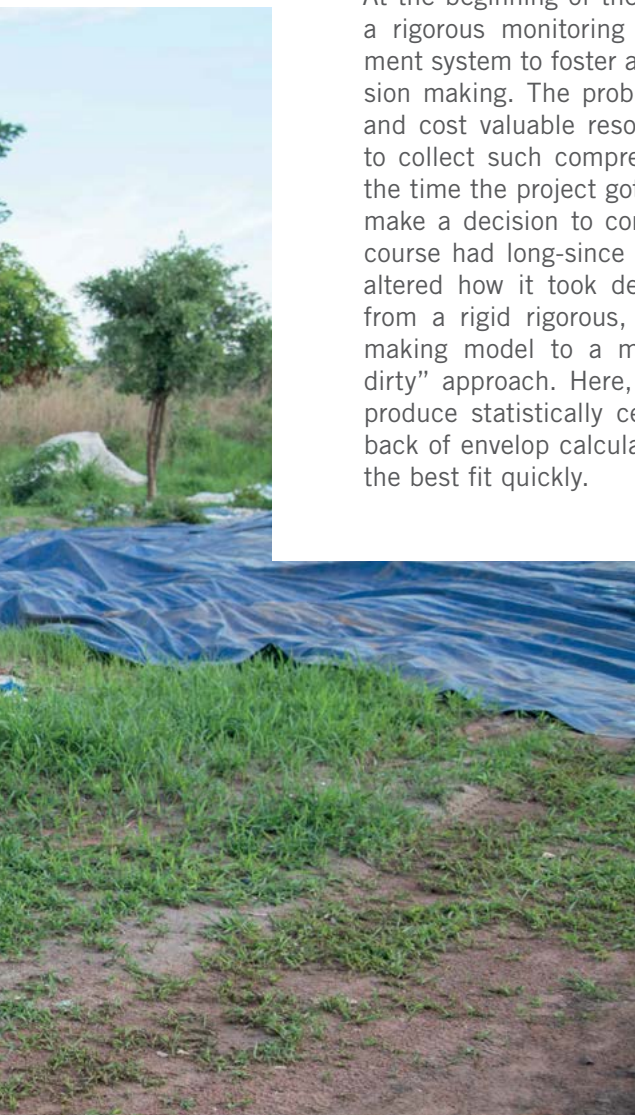 At the beginning of the
a rigorous monitoring
ment system to foster a
sion making. The prob
and cost valuable reso
to collect such compre
the time the project got
make a decision to co
course had long-since
altered how it took de
from a rigid rigorous,
making model to a m
dirty” approach. Here,
produce statistically ce
back of envelop calcula
the best fit quickly.